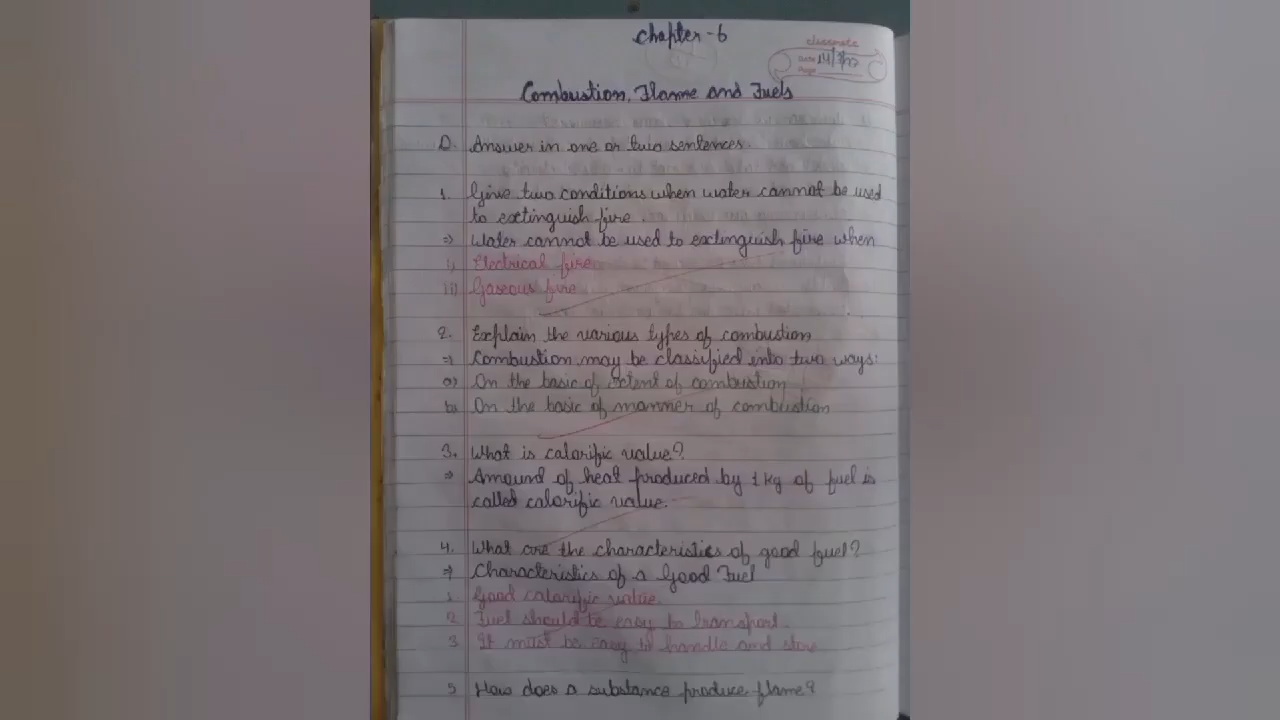 Chapter-6
classmate
Date
Page
Combustion, Flame and Fuels
D. Answer in one or two sentences.
1. Give two conditions when water cannot be used
to extinguish fire.
⇒ Water cannot be used to extinguish fire when
i) Electrical fire
ii) Gaseous fire
2. Explain the various types of combustion
⇒ Combustion may be classified into two ways:
a) On the basic of extent of combustion
b) On the basic of manner of combustion
3. What is calorific value?
⇒ Amound of heat produced by 1 kg of fuel is
called calorific value.
4. What are the characteristics of good fuel?
⇒ Characteristics of a Good Fuel
1. Good calorific value.
2 Fuel should be easy to transport.
3 It must be easy to handle and store
5 How does a substance produce flame?